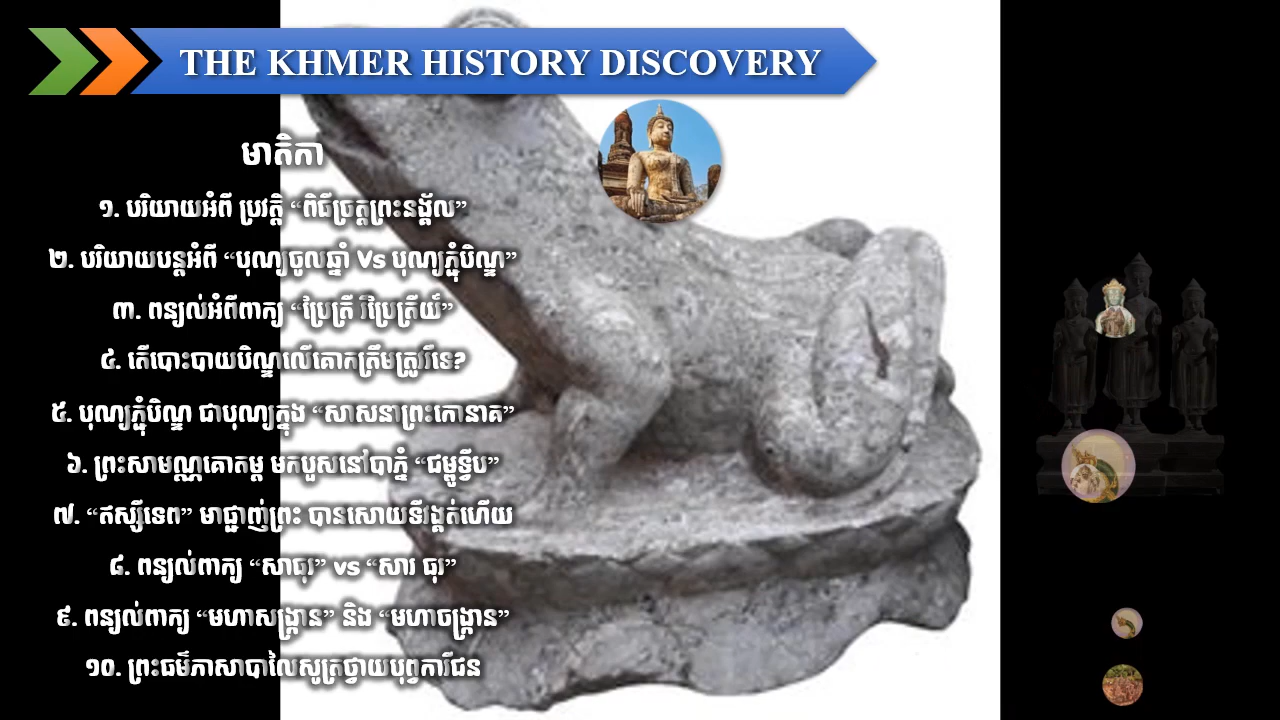 THE KHMER HISTORY DISCOVERY
មាតិកា
១. បរិយាយអំពី ប្រវត្តិ “ពិធីច្រត់ព្រះនង្គ័ល”
២. បរិយាយបន្តអំពី “បុណ្យចូលឆ្នាំ Vs បុណ្យភ្ជុំបិណ្ឌ”
៣. ពន្យល់អំពីពាក្យ “ប្រៃត្រី រឺប្រៃត្រីយ៍”
៤. តើបោះបាយបិណ្ឌលើគោកត្រឹមត្រូវរឺទេ?
៥. បុណ្យភ្ជុំបិណ្ឌ ជាបុណ្យក្នុង “សាសនាព្រះកោនាគ”
៦. ព្រះសាមណ្ណគោតម្ត មកបួសនៅបាភ្នំ “ជម្ពូទ្វីប”
៧. “ឥស្សីទេព” មាផ្ចាញ់ព្រះ បានសោយទីវង្គត់ហើយ
៨. ពន្យល់ពាក្យ “សាធុរ” vs “សារ ធុរ”
៩. ពន្យល់ពាក្យ “មហាសង្ក្រាន” និង “មហាចង្ក្រាន”
១០. ព្រះធម៌ភាសាបាលៃសូត្រថ្វាយបុព្វការីជន